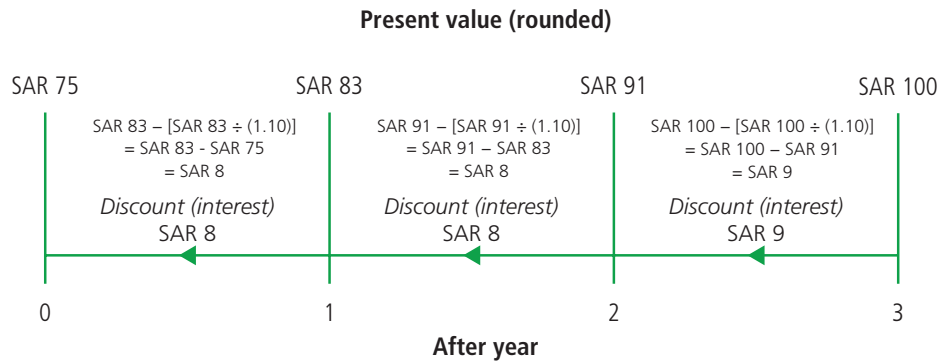 Present value (rounded)
SAR 75 SAR 83 SAR 91 SAR 100
SAR 83 – [SAR 83 ÷ (1.10)] SAR 91 – [SAR 91 ÷ (1.10)] SAR 100 – [SAR 100 ÷ (1.10)]
= SAR 83 - SAR 75 = SAR 91 – SAR 83 = SAR 100 – SAR 91
= SAR 8 = SAR 8 = SAR 9
Discount (interest) Discount (interest) Discount (interest)
SAR 8 SAR 8 SAR 9
0 1 2 3
After year